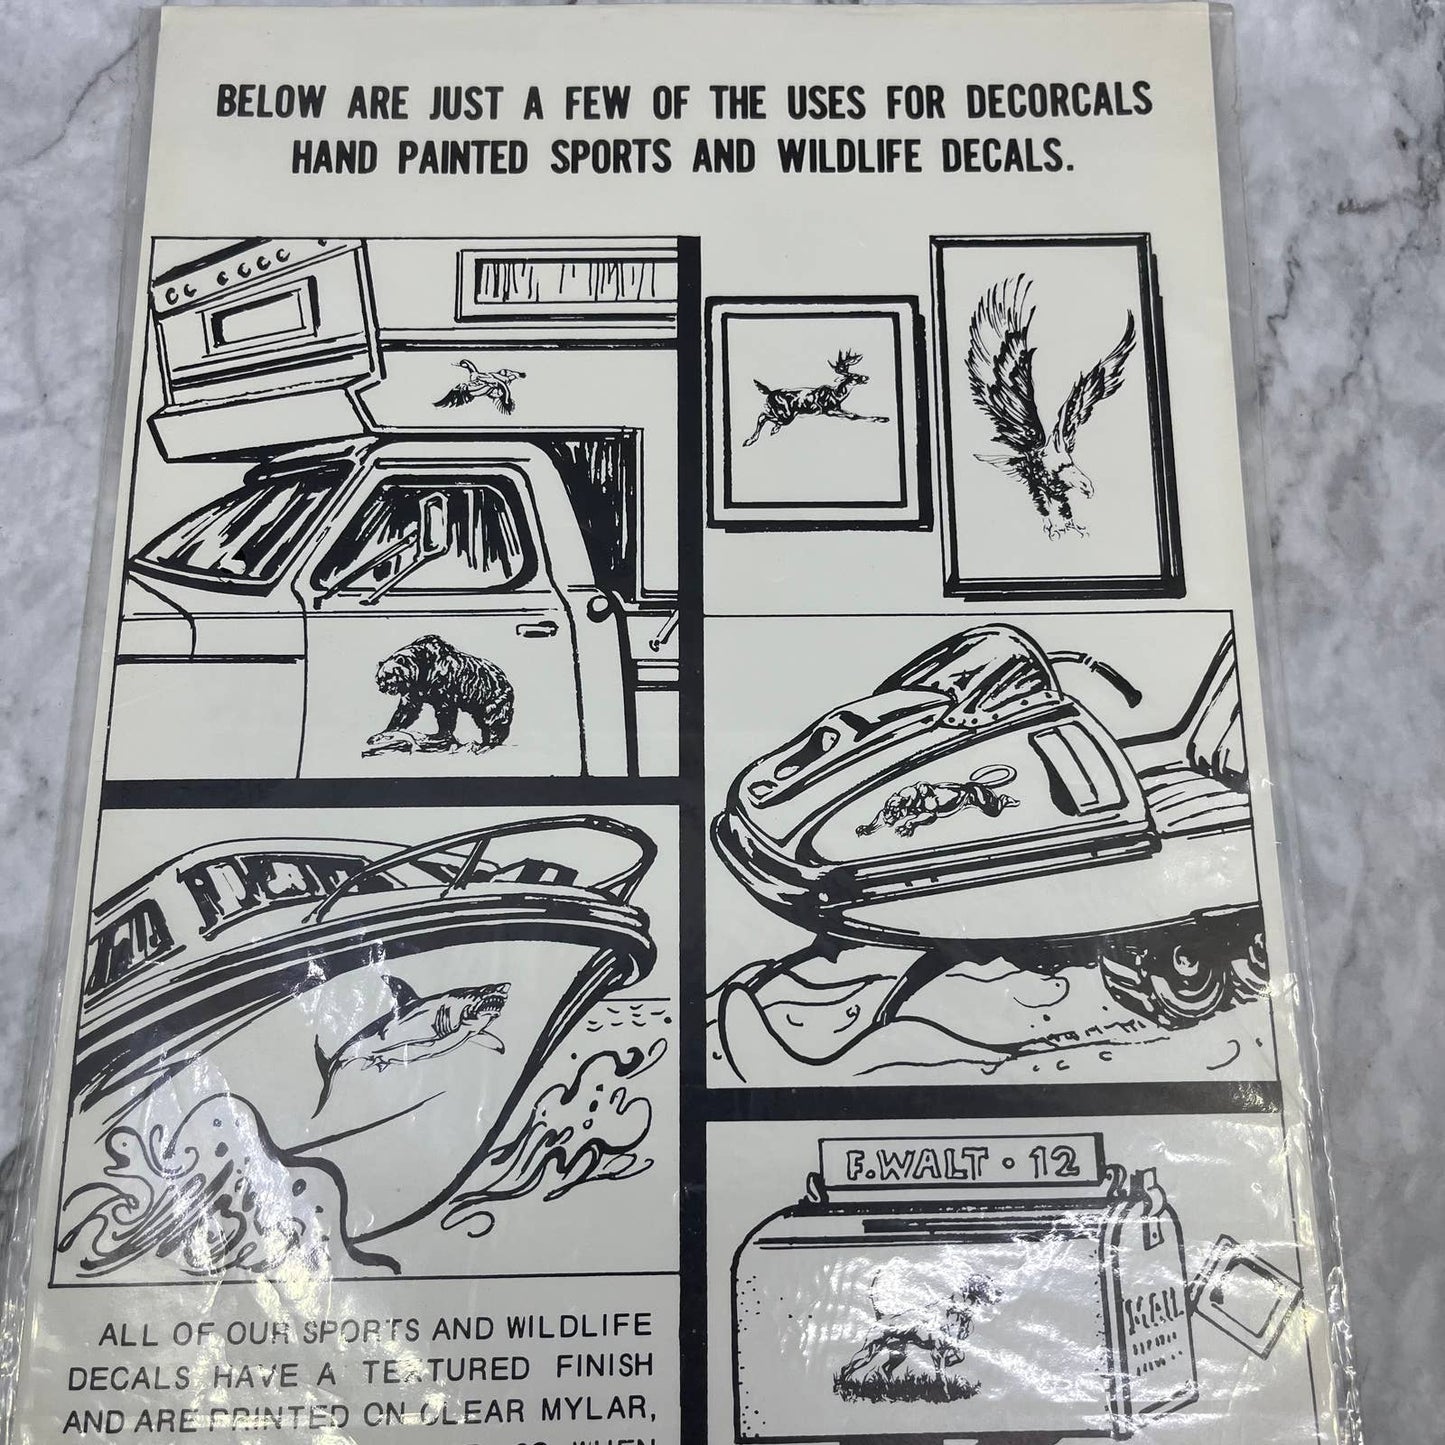 BELOW ARE JUST A FEW OF THE USES FOR DECORCALS
HAND PAINTED SPORTS AND WILDLIFE DECALS.
F. WALT • 12
MAIL
ALL OF OUR SPORTS AND WILDLIFE
DECALS HAVE A TEXTURED FINISH
AND ARE PRINTED ON CLEAR MYLAR,
WHEN